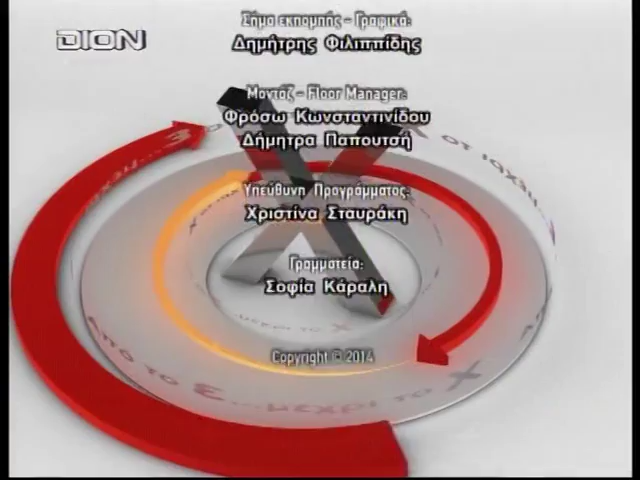 DION
Σήμα εκπομπής - Γραφικά:
Δημήτρης Φιλιππίδης
Μοντάζ - Floor Manager:
Φρόσω Κωνσταντινίδου
Δήμητρα Παπουτσή
Υπεύθυνη Προγράμματος:
Χριστίνα Σταυράκη
Γραμματεία:
Σοφία Κάραλη
Copyright © 2014
από το ε...μέχρι το χ